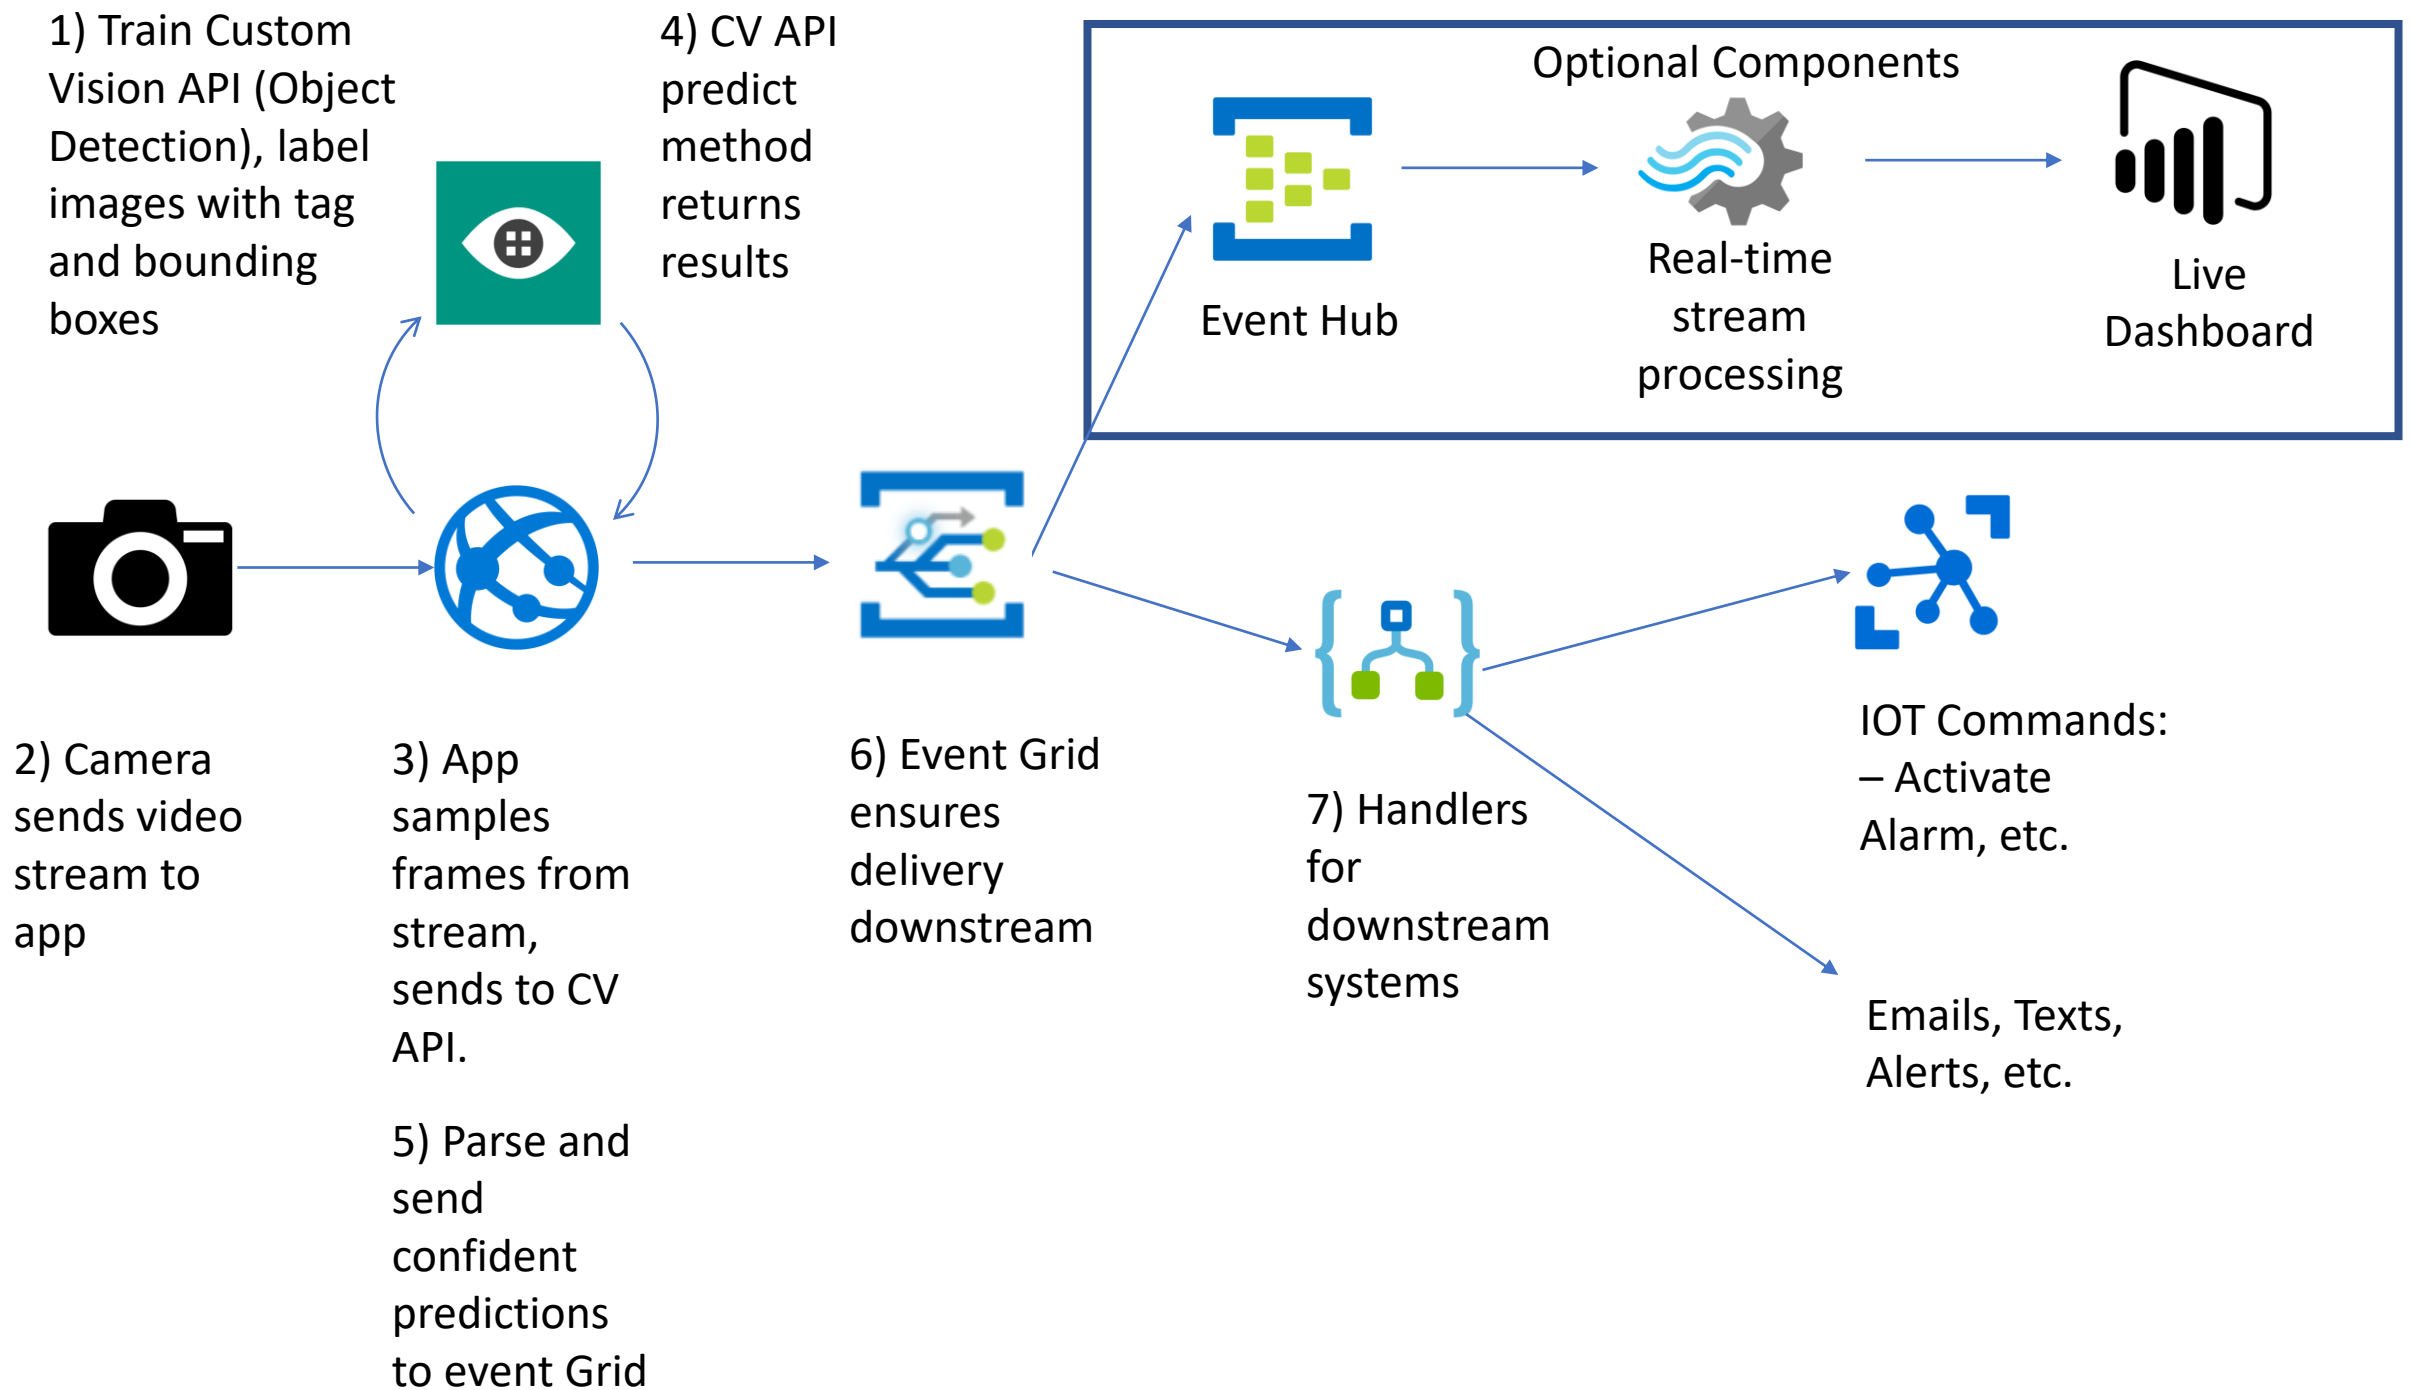 1) Train Custom
Vision API (Object
Detection), label
images with tag
and bounding
boxes
4) CV API
predict
method
returns
results
Optional Components
Event Hub
Real-time
stream
processing
Live
Dashboard
2) Camera
sends video
stream to
app
3) App
samples
frames from
stream,
sends to CV
API.
5) Parse and
send
confident
predictions
to event Grid
6) Event Grid
ensures
delivery
downstream
7) Handlers
for
downstream
systems
IOT Commands:
– Activate
Alarm, etc.
Emails, Texts,
Alerts, etc.